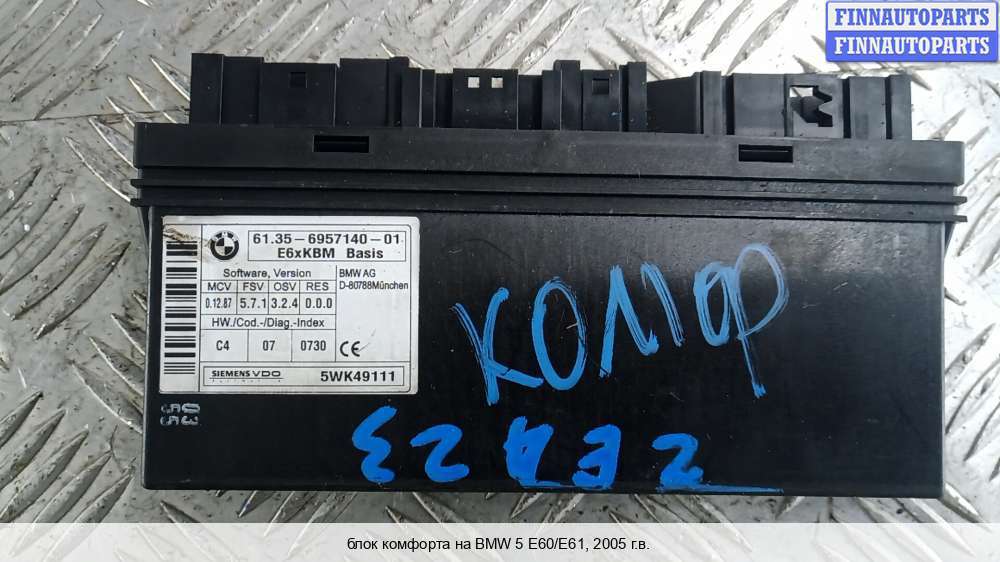 FINNAUTOPARTS
FINNAUTOPARTS
BMW
61.35-6957140-01
E6xKBM Basis
Software, Version
MCV FSV OSV RES
0.12.87 5.7.1 3.2.4 0.0.0
HW./Cod.-/Diag.-Index
C4 07 0730
BMW AG
D-80788München
CE
SIEMENS VDO
5WK49111
КОМФ
блок комфорта на BMW 5 E60/E61, 2005 г.в.